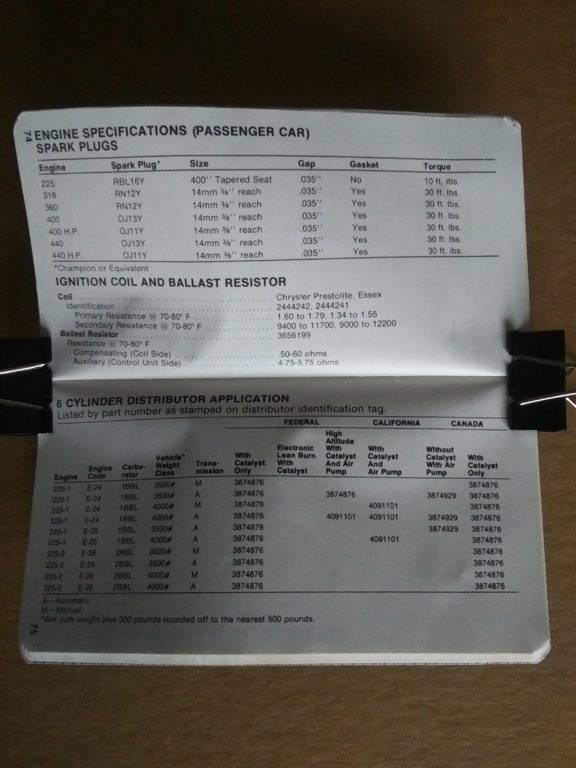 74
ENGINE SPECIFICATIONS (PASSENGER CAR)
SPARK PLUGS
Engine Spark Plug* Size Gap Gasket Torque
225 RBL16Y 400'' Tapered Seat .035'' No 10 ft. lbs.
318 RN12Y 14mm ¾'' reach .035'' Yes 30 ft. lbs.
360 RN12Y 14mm ¾'' reach .035'' Yes 30 ft. lbs.
400 OJ13Y 14mm ⅜'' reach .035'' Yes 30 ft. lbs.
400 H.P. OJ11Y 14mm ⅜'' reach .035'' Yes 30 ft. lbs.
440 OJ13Y 14mm ⅜'' reach .035'' Yes 30 ft. lbs.
440 H.P. OJ11Y 14mm ⅜'' reach .035'' Yes 30 ft. lbs.
*Champion or Equivalent
IGNITION COIL AND BALLAST RESISTOR
Coil Chrysler Prestolite, Essex
Identification 2444242, 2444241
Primary Resistance @ 70-80° F 1.60 to 1.79, 1.34 to 1.55
Secondary Resistance @ 70-80° F 9400 to 11700, 9000 to 12200
Ballast Resistor 3656199
Resistance @ 70-80° F
Compensating (Coil Side) .50-60 ohms
Auxiliary (Control Unit Side) 4.75-5.75 ohms
6 CYLINDER DISTRIBUTOR APPLICATION
Listed by part number as stamped on distributor identification tag.
FEDERAL CALIFORNIA CANADA
Engine Engine Code Carbu-retor Vehicle* Weight Class Trans-mission With Catalyst Only Electronic Lean Burn With Catalyst High Altitude With Catalyst And Air Pump With Catalyst And Air Pump Without Catalyst With Air Pump With Catalyst Only
225-1 E-24 1BBL 3500# M 3874876 3874876
225-1 E-24 1BBL 3500# A 3874876 3874876 3874929 3874876
225-1 E-24 1BBL 4000# M 3874876 4091101 3874876
225-1 E-24 1BBL 4000# A 3874876 4091101 4091101 3874929 3874876
225-1 E-25 1BBL 3500# A 3874876 3874929 3874876
225-1 E-25 1BBL 4000# A 3874876 4091101 3874876
225-2 E-26 2BBL 3500# M 3874876 3874876
225-2 E-26 2BBL 3500# A 3874876 3874876
225-2 E-26 2BBL 4000# M 3874876 3874876
225-2 E-26 2BBL 4000# A 3874876 3874876
A—Automatic
M—Manual
*Wet curb weight plus 300 pounds rounded off to the nearest 500 pounds.
75